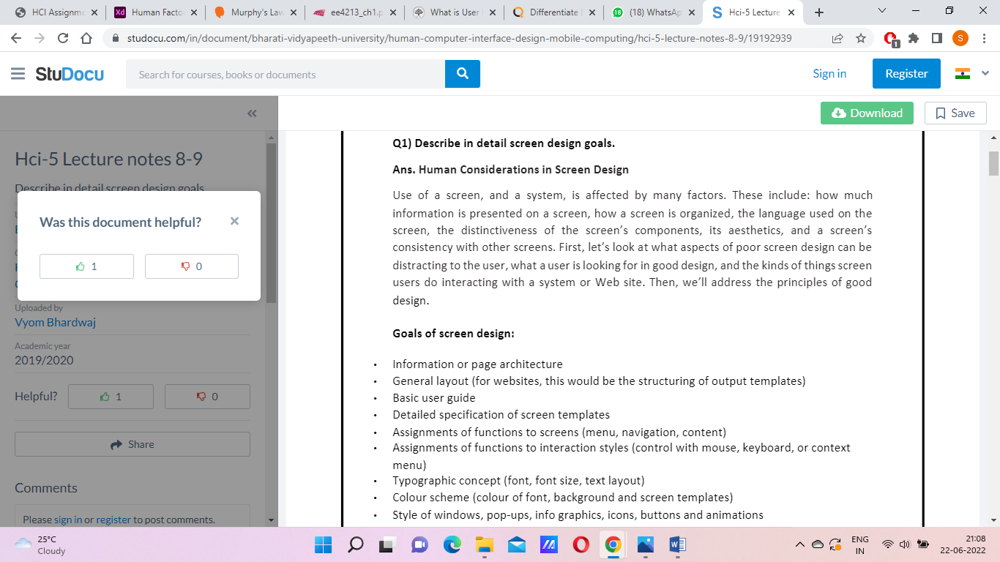 HCI Assignme
Human Facto
Murphy's Law
ee4213_ch1.p
What is User
Differentiate
18
(18) WhatsAp
Hci-5 Lecture
studocu.com/in/document/bharati-vidyapeeth-university/human-computer-interface-design-mobile-computing/hci-5-lecture-notes-8-9/19192939
1
S
StuDocu
Search for courses, books or documents
Sign in
Register
Download
Save
Hci-5 Lecture notes 8-9
Describe in detail screen design goals
Was this document helpful?
1
0
Uploaded by
Vyom Bhardwaj
Academic year
2019/2020
Helpful?
1
0
Share
Comments
Please sign in or register to post comments.
Q1) Describe in detail screen design goals.
Ans. Human Considerations in Screen Design
Use of a screen, and a system, is affected by many factors. These include: how much
information is presented on a screen, how a screen is organized, the language used on the
screen, the distinctiveness of the screen's components, its aesthetics, and a screen's
consistency with other screens. First, let's look at what aspects of poor screen design can be
distracting to the user, what a user is looking for in good design, and the kinds of things screen
users do interacting with a system or Web site. Then, we'll address the principles of good
design.
Goals of screen design:
• Information or page architecture
• General layout (for websites, this would be the structuring of output templates)
• Basic user guide
• Detailed specification of screen templates
• Assignments of functions to screens (menu, navigation, content)
• Assignments of functions to interaction styles (control with mouse, keyboard, or context
menu)
• Typographic concept (font, font size, text layout)
• Colour scheme (colour of font, background and screen templates)
• Style of windows, pop-ups, info graphics, icons, buttons and animations
25°C
Cloudy
ENG
IN
21:08
22-06-2022